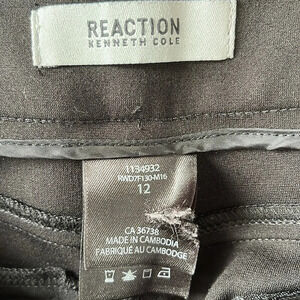 REACTION
KENNETH COLE
1134932
RWD7F130-M16
12
CA 36738
MADE IN CAMBODIA
FABRIQUÉ AU CAMBODGE